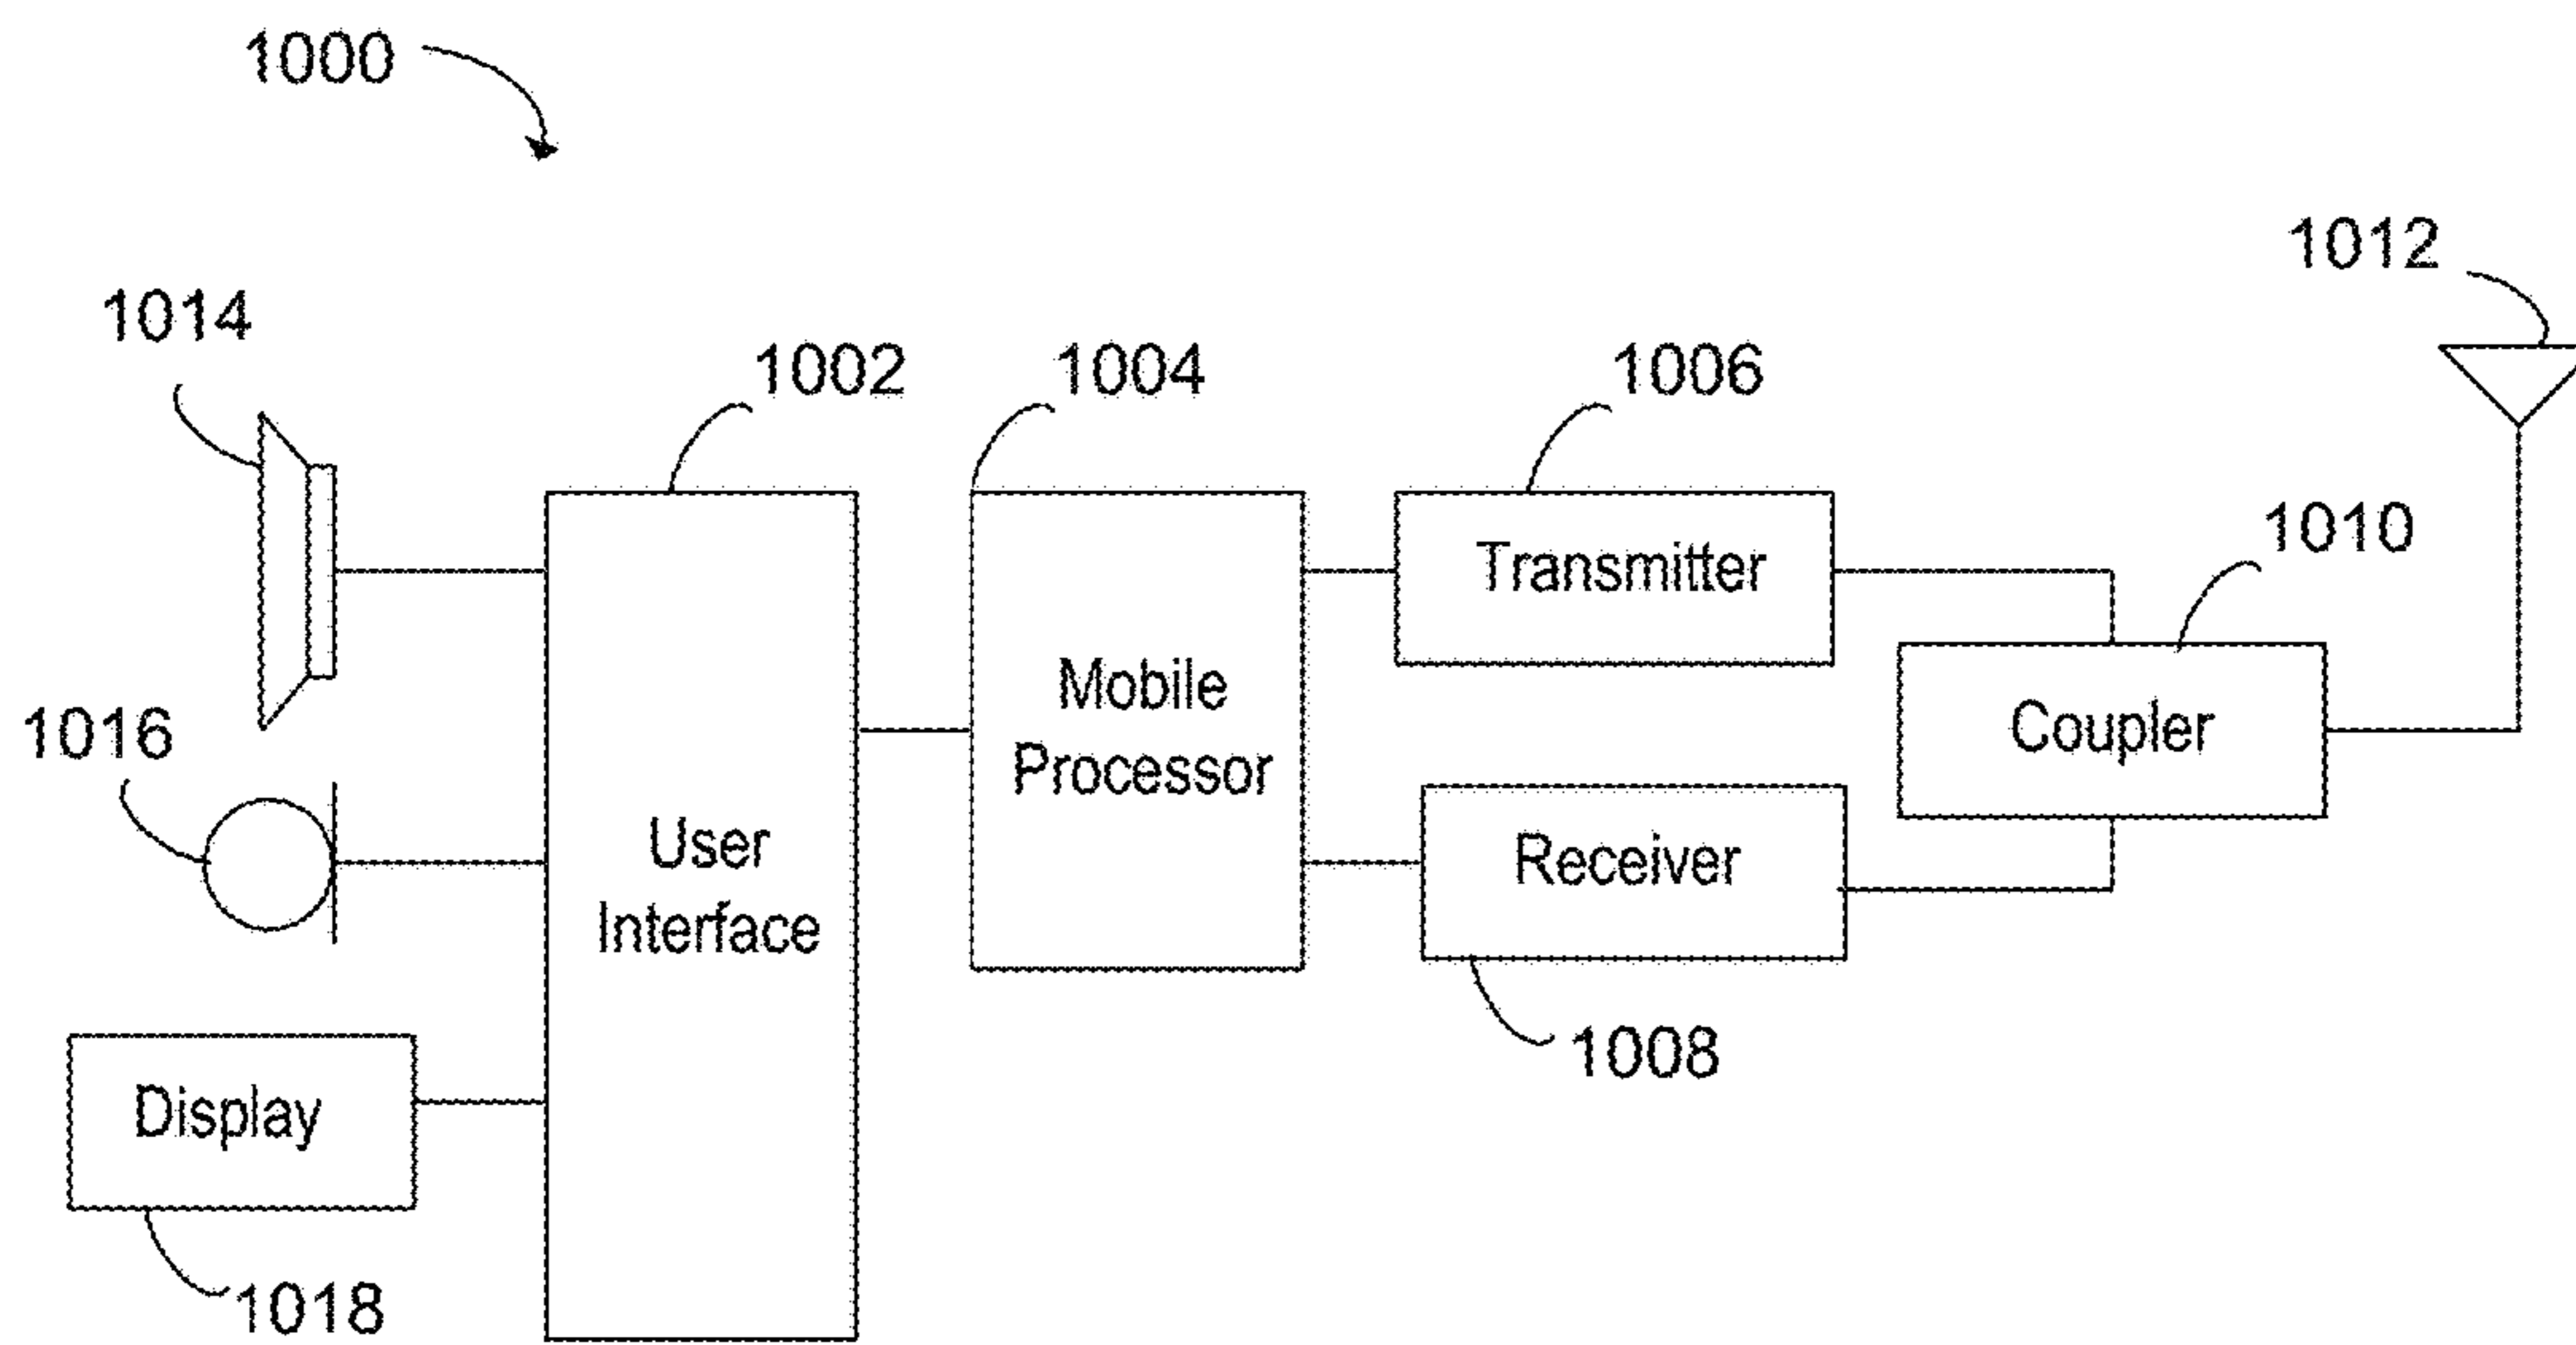 1000
1012
1014
1002
1004
1006
1010
Transmitter
Mobile
Processor
Coupler
1016
User
Interface
Receiver
1008
Display
1018